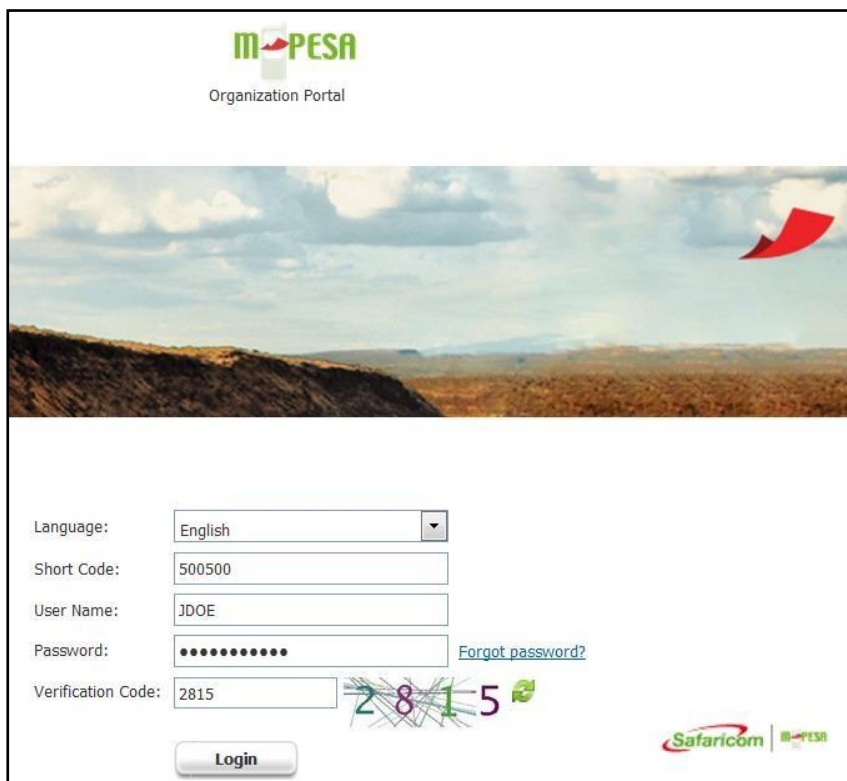 M-PESA
Organization Portal
Language: English
Short Code: 500500
User Name: JDOE
Password: ●●●●●●●●●●● Forgot password?
Verification Code: 2815 2815
Login
Safaricom M-PESA